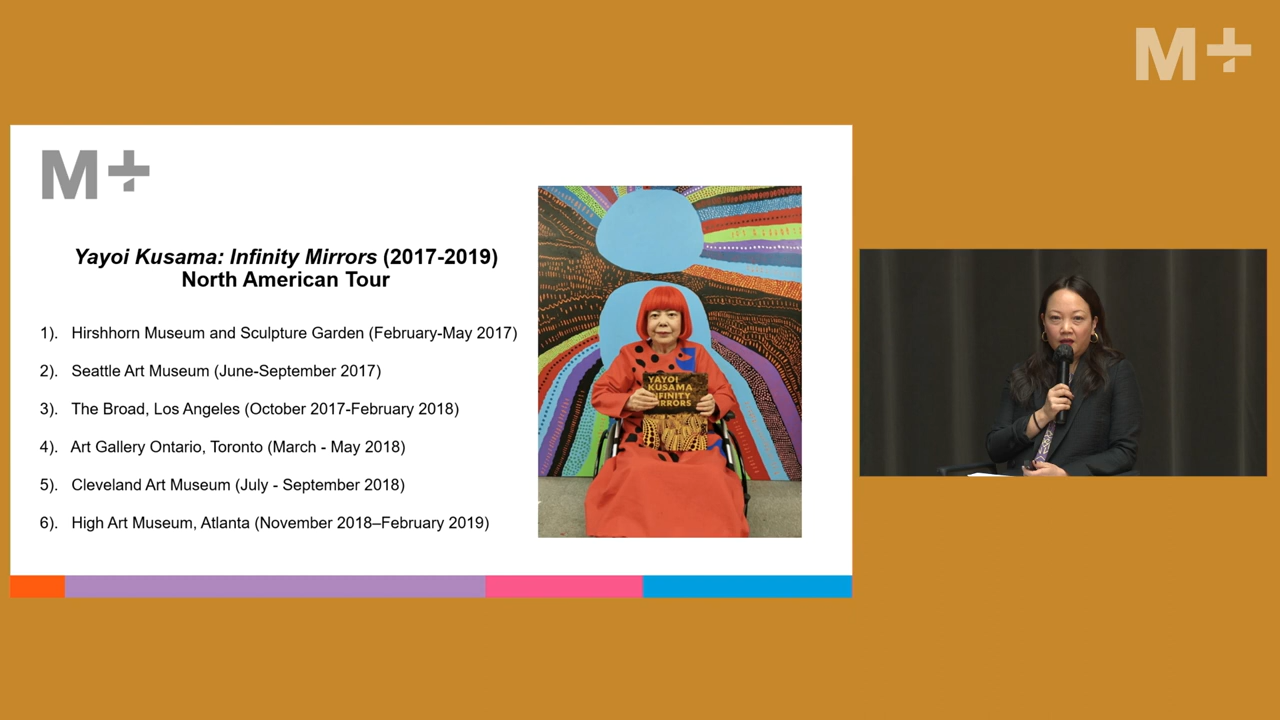 M+
M+
Yayoi Kusama: Infinity Mirrors (2017-2019)
North American Tour
1). Hirshhorn Museum and Sculpture Garden (February-May 2017)
2). Seattle Art Museum (June-September 2017)
3). The Broad, Los Angeles (October 2017-February 2018)
4). Art Gallery Ontario, Toronto (March - May 2018)
5). Cleveland Art Museum (July - September 2018)
6). High Art Museum, Atlanta (November 2018–February 2019)
YAYOI
KUSAMA
INFINITY
MIRRORS